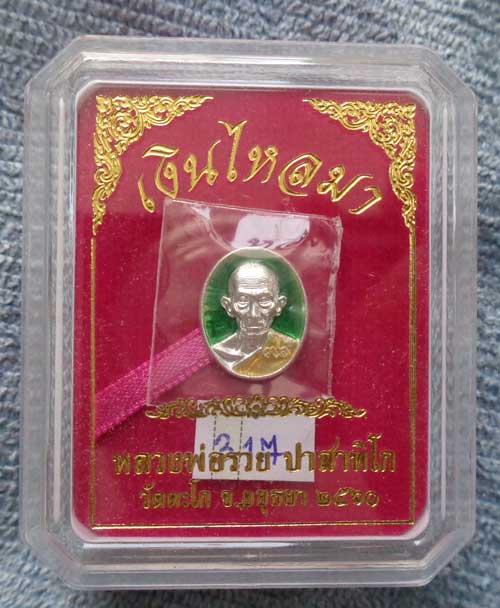 เงินไหลมา
317
หลวงพ่อรวย ปาสาทิโก
วัดตะโก จ.อยุธยา ๒๕๖๐